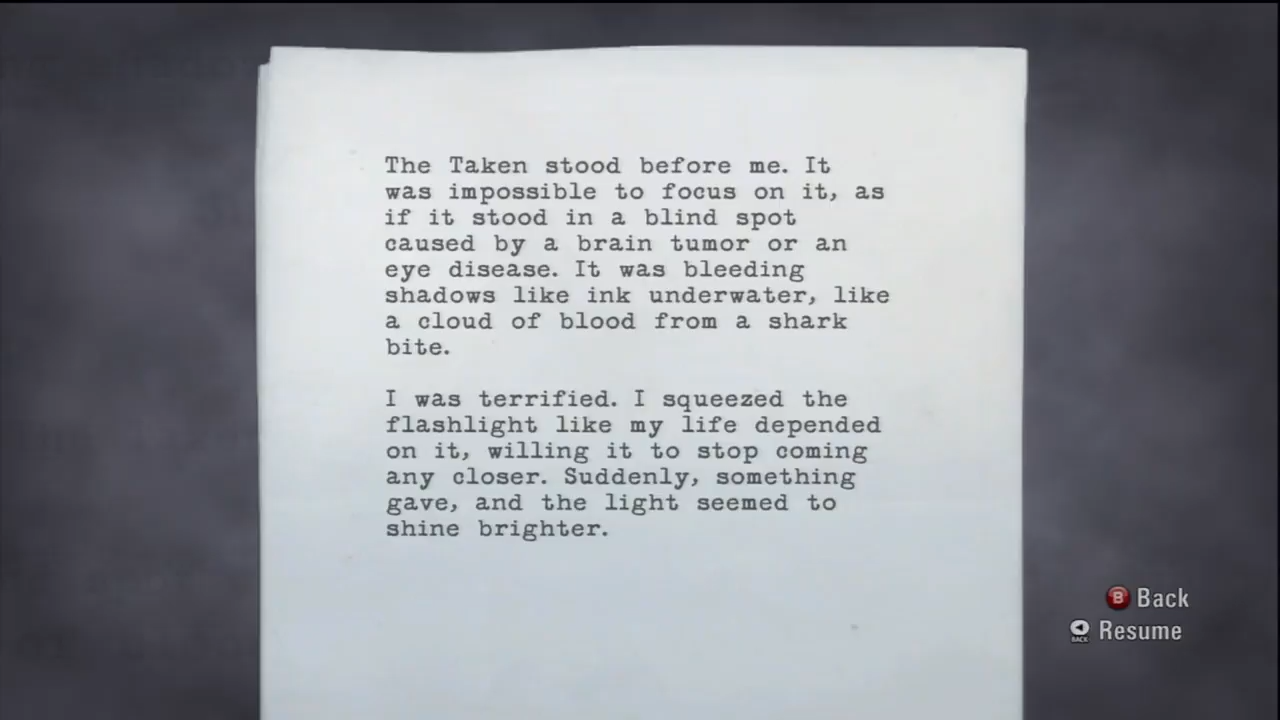 The Taken stood before me. It
was impossible to focus on it, as
if it stood in a blind spot
caused by a brain tumor or an
eye disease. It was bleeding
shadows like ink underwater, like
a cloud of blood from a shark
bite.
I was terrified. I squeezed the
flashlight like my life depended
on it, willing it to stop coming
any closer. Suddenly, something
gave, and the light seemed to
shine brighter.
B Back
BACK Resume